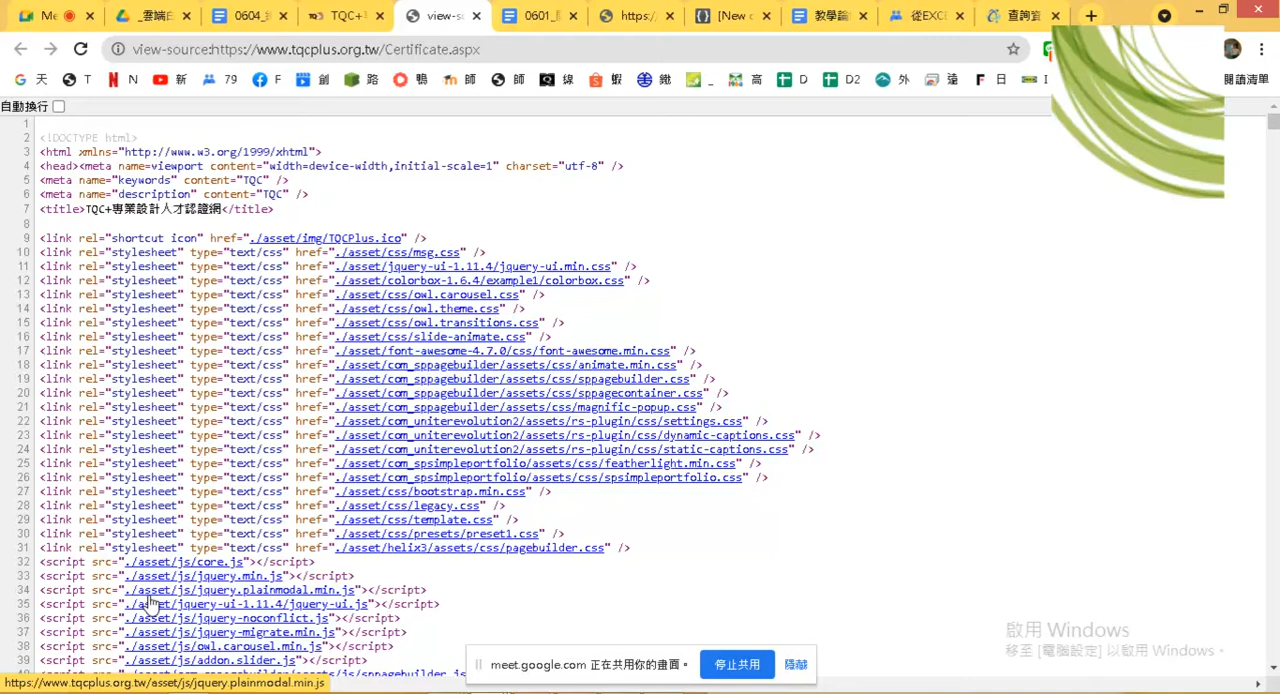 Me
_雲端白
0604_
TQC+
view-s
0601_
https:/
[New c
教學論
從EXCE
查詢資
view-source:https://www.tqcplus.org.tw/Certificate.aspx
天 T N 新 79 F 創 路 鴨 師 師 線 蝦 鐵 _ 高 D D2 外 遠 日 I 閱讀清單
自動換行
1
2 <!DOCTYPE html>
3 <html xmlns="http://www.w3.org/1999/xhtml">
4 <head><meta name=viewport content="width=device-width,initial-scale=1" charset="utf-8" />
5 <meta name="keywords" content="TQC" />
6 <meta name="description" content="TQC" />
7 <title>TQC+專業設計人才認證網</title>
8
9 <link rel="shortcut icon" href="./asset/img/TQCPlus.ico" />
10 <link rel="stylesheet" type="text/css" href="./asset/css/msg.css" />
11 <link rel="stylesheet" type="text/css" href="./asset/jquery-ui-1.11.4/jquery-ui.min.css" />
12 <link rel="stylesheet" type="text/css" href="./asset/colorbox-1.6.4/example1/colorbox.css" />
13 <link rel="stylesheet" type="text/css" href="./asset/css/owl.carousel.css" />
14 <link rel="stylesheet" type="text/css" href="./asset/css/owl.theme.css" />
15 <link rel="stylesheet" type="text/css" href="./asset/css/owl.transitions.css" />
16 <link rel="stylesheet" type="text/css" href="./asset/css/slide-animate.css" />
17 <link rel="stylesheet" type="text/css" href="./asset/font-awesome-4.7.0/css/font-awesome.min.css" />
18 <link rel="stylesheet" type="text/css" href="./asset/com_sppagebuilder/assets/css/animate.min.css" />
19 <link rel="stylesheet" type="text/css" href="./asset/com_sppagebuilder/assets/css/sppagebuilder.css" />
20 <link rel="stylesheet" type="text/css" href="./asset/com_sppagebuilder/assets/css/sppagecontainer.css" />
21 <link rel="stylesheet" type="text/css" href="./asset/com_sppagebuilder/assets/css/magnific-popup.css" />
22 <link rel="stylesheet" type="text/css" href="./asset/com_uniterevolution2/assets/rs-plugin/css/settings.css" />
23 <link rel="stylesheet" type="text/css" href="./asset/com_uniterevolution2/assets/rs-plugin/css/dynamic-captions.css" />
24 <link rel="stylesheet" type="text/css" href="./asset/com_uniterevolution2/assets/rs-plugin/css/static-captions.css" />
25 <link rel="stylesheet" type="text/css" href="./asset/com_spsimpleportfolio/assets/css/featherlight.min.css" />
26 <link rel="stylesheet" type="text/css" href="./asset/com_spsimpleportfolio/assets/css/spsimpleportfolio.css" />
27 <link rel="stylesheet" type="text/css" href="./asset/css/bootstrap.min.css" />
28 <link rel="stylesheet" type="text/css" href="./asset/css/legacy.css" />
29 <link rel="stylesheet" type="text/css" href="./asset/css/template.css" />
30 <link rel="stylesheet" type="text/css" href="./asset/css/presets/preset1.css" />
31 <link rel="stylesheet" type="text/css" href="./asset/helix3/assets/css/pagebuilder.css" />
32 <script src="./asset/js/core.js"></script>
33 <script src="./asset/js/jquery.min.js"></script>
34 <script src="./asset/js/jquery.plainmodal.min.js"></script>
35 <script src="./asset/jquery-ui-1.11.4/jquery-ui.js"></script>
36 <script src="./asset/js/jquery-noconflict.js"></script>
37 <script src="./asset/js/jquery-migrate.min.js"></script>
38 <script src="./asset/js/owl.carousel.min.js"></script>
39 <script src="./asset/js/addon.slider.js"></script>
meet.google.com 正在共用你的畫面。 停止共用 隱藏
啟用 Windows
移至 [電腦設定] 以啟用 Windows。
https://www.tqcplus.org.tw/asset/js/jquery.plainmodal.min.js